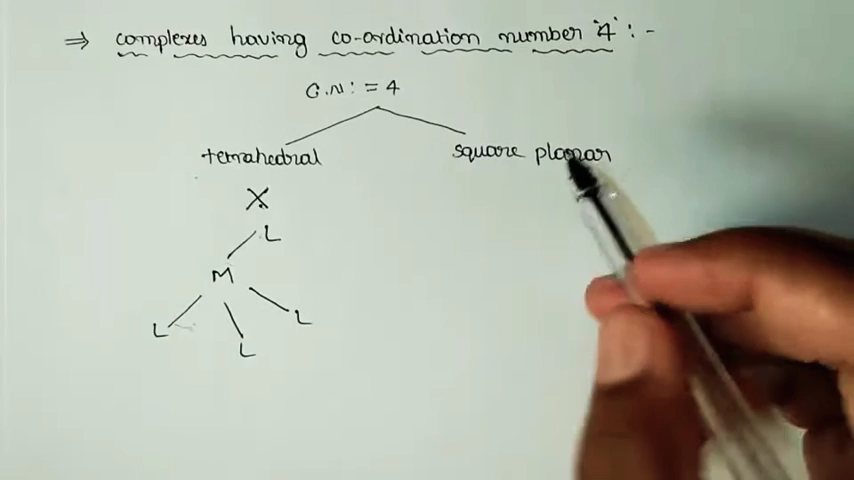 ⇒ complexes having co-ordination number '4' :-
C.N : = 4
tetrahedral square planar
X
L
M
L L
L